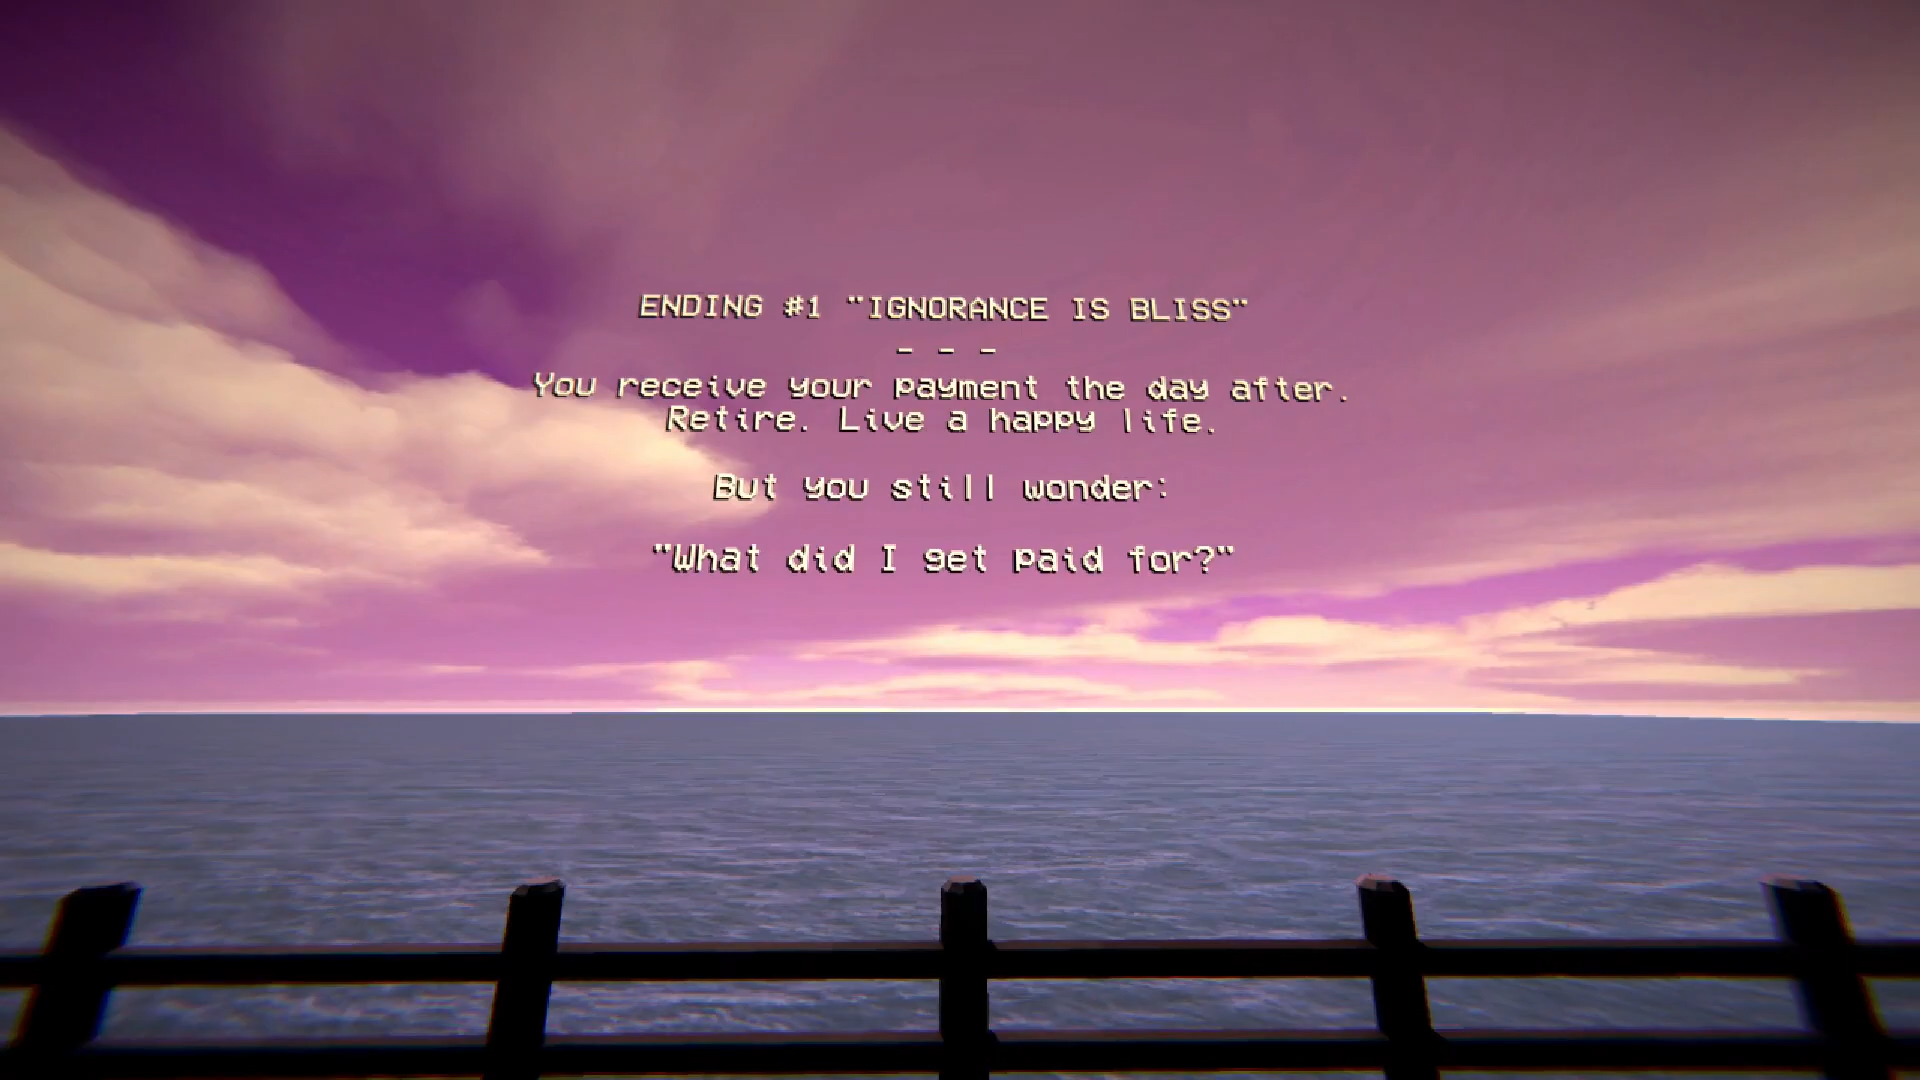 ENDING #1 "IGNORANCE IS BLISS"
- - -
You receive your payment the day after.
Retire. Live a happy life.
But you still wonder:
"What did I get paid for?"